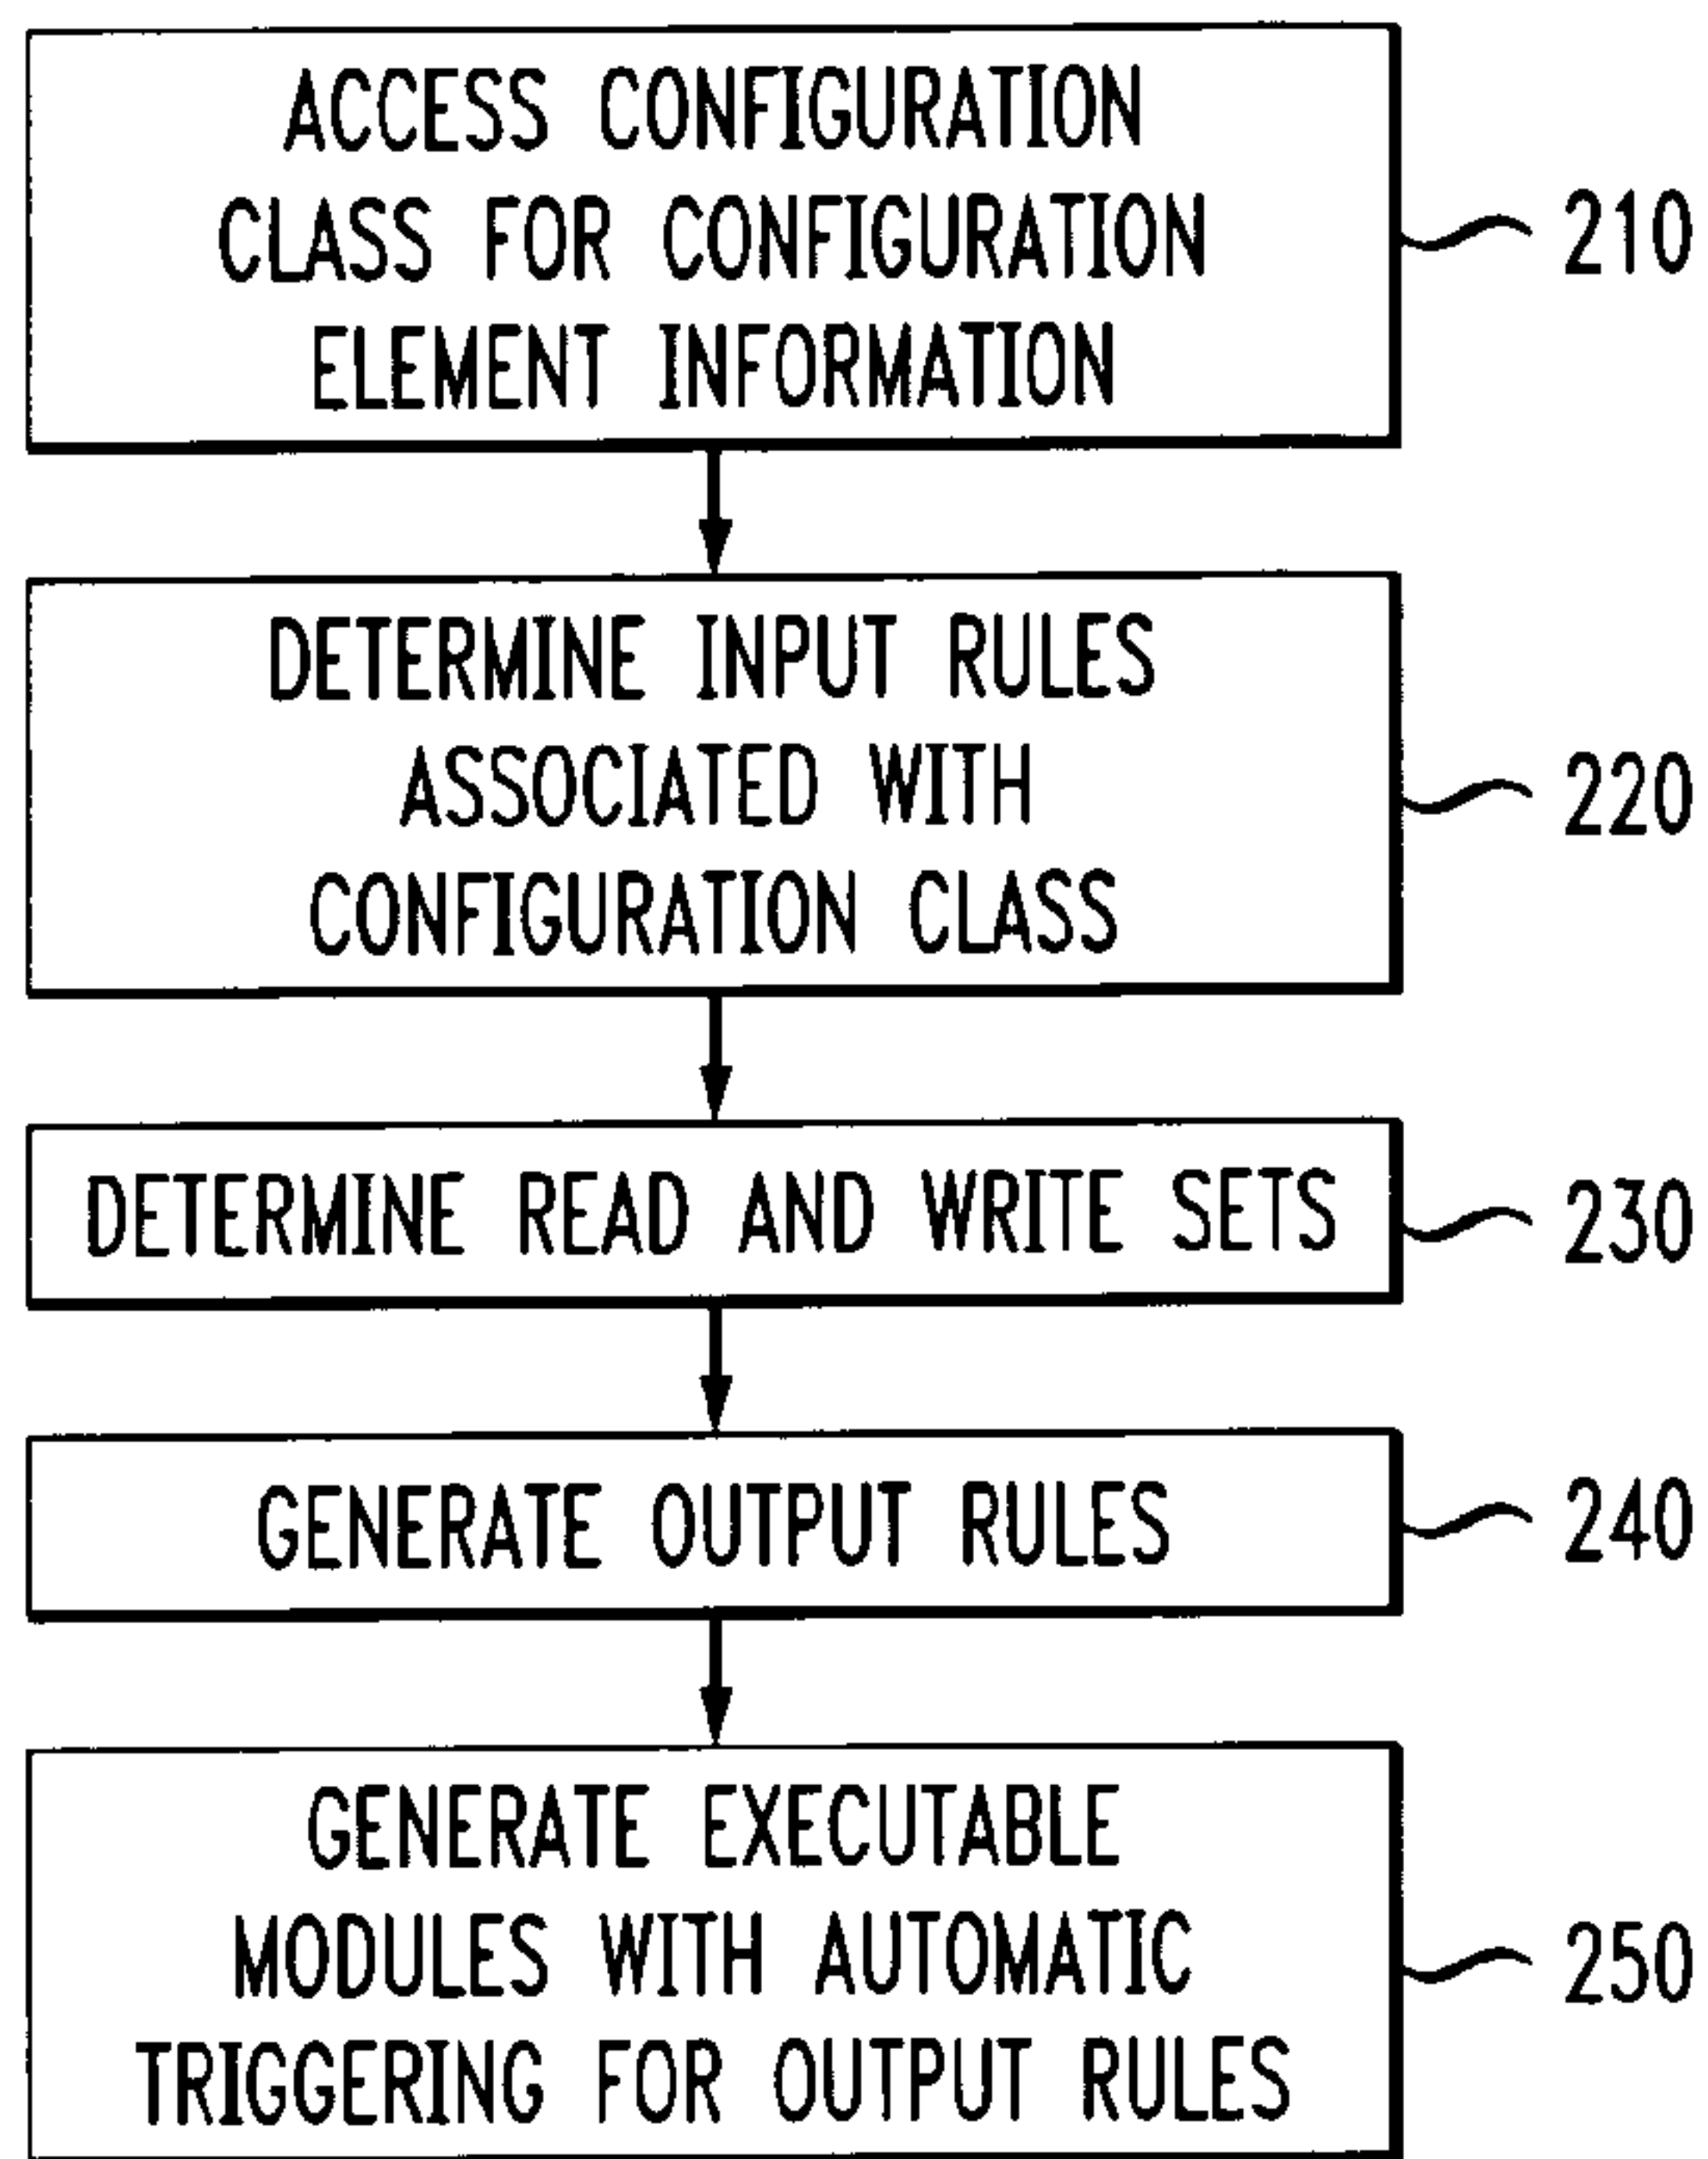 ACCESS CONFIGURATION
CLASS FOR CONFIGURATION
ELEMENT INFORMATION
210
DETERMINE INPUT RULES
ASSOCIATED WITH
CONFIGURATION CLASS
220
DETERMINE READ AND WRITE SETS
230
GENERATE OUTPUT RULES
240
GENERATE EXECUTABLE
MODULES WITH AUTOMATIC
TRIGGERING FOR OUTPUT RULES
250